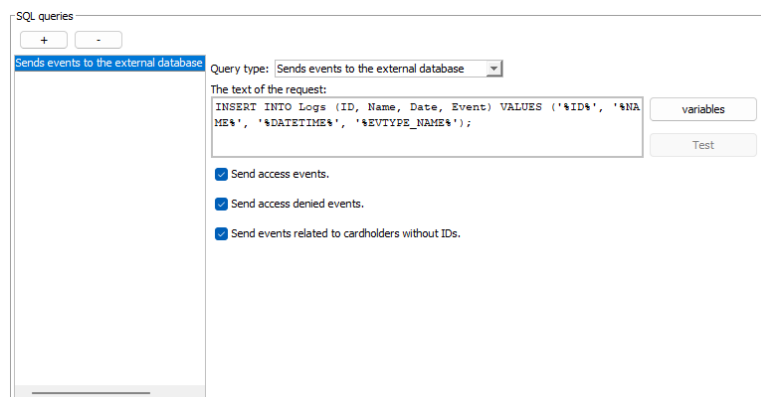 SQL queries
+ -
Sends events to the external database
Query type: Sends events to the external database
The text of the request:
INSERT INTO Logs (ID, Name, Date, Event) VALUES ('%ID%', '%NA
ME%', '%DATETIME%', '%EVTYPE_NAME%');
variables
Test
Send access events.
Send access denied events.
Send events related to cardholders without IDs.